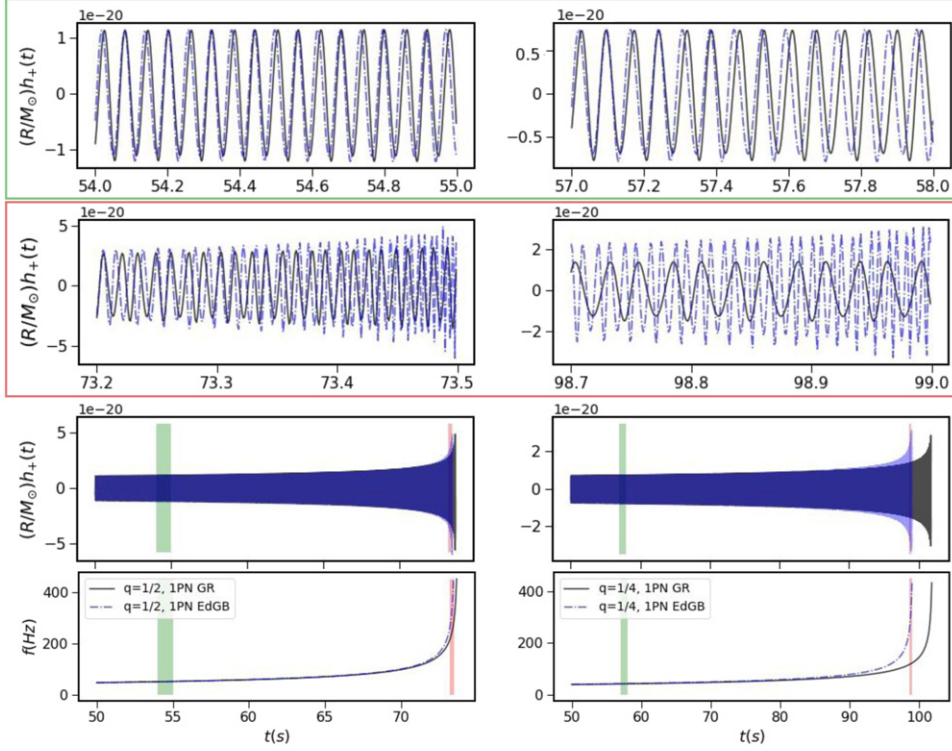 1e-20 1e-20
(R/M⊙)h₊(t)
1
0
−1
0.5
0.0
−0.5
54.0 54.2 54.4 54.6 54.8 55.0
57.0 57.2 57.4 57.6 57.8 58.0
1e-20 1e-20
(R/M⊙)h₊(t)
5
0
−5
2
0
−2
73.2 73.3 73.4 73.5
98.7 98.8 98.9 99.0
1e-20 1e-20
(R/M⊙)h₊(t)
5
0
−5
2
0
−2
f(Hz)
400
200
0
q=1/2, 1PN GR
q=1/2, 1PN EdGB
50 55 60 65 70
t(s)
400
200
0
q=1/4, 1PN GR
q=1/4, 1PN EdGB
50 60 70 80 90 100
t(s)